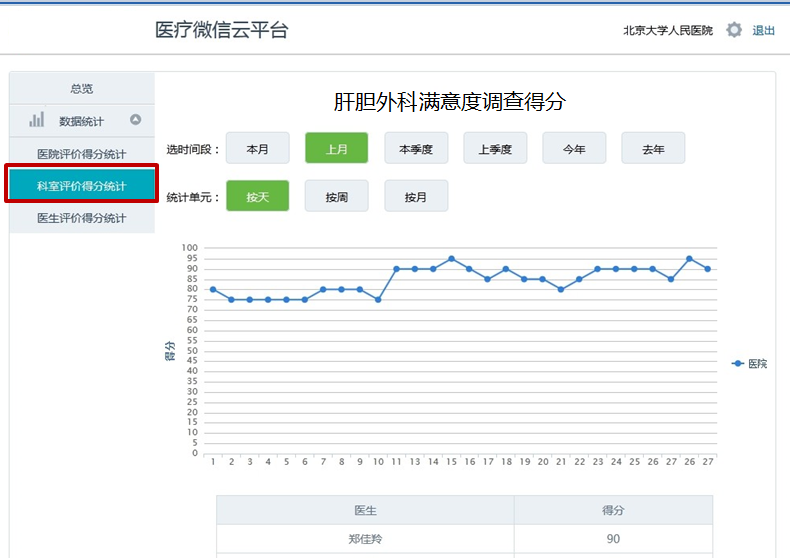 医疗微信云平台
北京大学人民医院 退出
总览
数据统计
医院评价得分统计
科室评价得分统计
医生评价得分统计
肝胆外科满意度调查得分
选时间段： 本月 上月 本季度 上季度 今年 去年
统计单元： 按天 按周 按月
100
95
90
85
80
75
70
65
60
55
50
45
40
35
30
25
20
15
10
5
0
得分
1 2 3 4 5 6 7 8 9 10 11 13 14 15 16 17 18 19 20 21 22 23 24 25 26 27 26 27
医院
医生 得分
郑佳羚 90